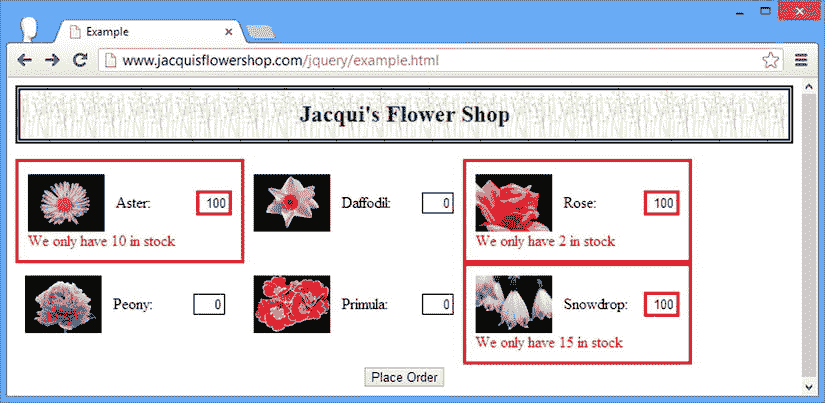 Example
www.jacquisflowershop.com/jquery/example.html
Jacqui's Flower Shop
Aster: 100
We only have 10 in stock
Daffodil: 0
Rose: 100
We only have 2 in stock
Peony: 0
Primula: 0
Snowdrop: 100
We only have 15 in stock
Place Order